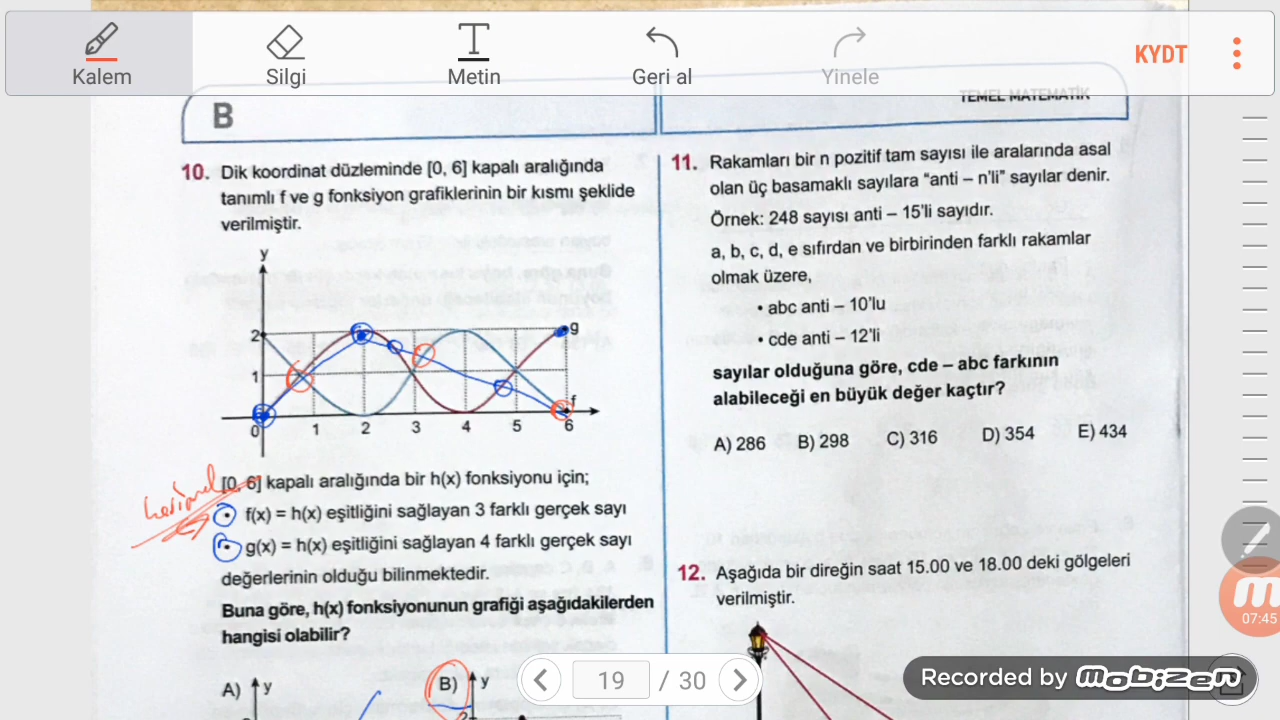 Kalem
Silgi
Metin
Geri al
Yinele
KYDT
B
TEMEL MATEMATİK
10. Dik koordinat düzleminde [0, 6] kapalı aralığında
tanımlı f ve g fonksiyon grafiklerinin bir kısmı şeklide
verilmiştir.
y
2
g
1
f
0 1 2 3 4 5 6
[0, 6] kapalı aralığında bir h(x) fonksiyonu için;
• f(x) = h(x) eşitliğini sağlayan 3 farklı gerçek sayı
• g(x) = h(x) eşitliğini sağlayan 4 farklı gerçek sayı
değerlerinin olduğu bilinmektedir.
Buna göre, h(x) fonksiyonunun grafiği aşağıdakilerden
hangisi olabilir?
A) y
B) y
2
11. Rakamları bir n pozitif tam sayısı ile aralarında asal
olan üç basamaklı sayılara “anti – n’li” sayılar denir.
Örnek: 248 sayısı anti – 15’li sayıdır.
a, b, c, d, e sıfırdan ve birbirinden farklı rakamlar
olmak üzere,
• abc anti – 10’lu
• cde anti – 12’li
sayılar olduğuna göre, cde – abc farkının
alabileceği en büyük değer kaçtır?
A) 286 B) 298 C) 316 D) 354 E) 434
12. Aşağıda bir direğin saat 15.00 ve 18.00 deki gölgeleri
verilmiştir.
19 / 30
07:45
Recorded by mobizen